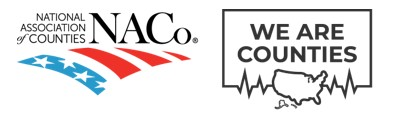 NATIONAL
ASSOCIATION
of COUNTIES
NACo®
WE ARE
COUNTIES